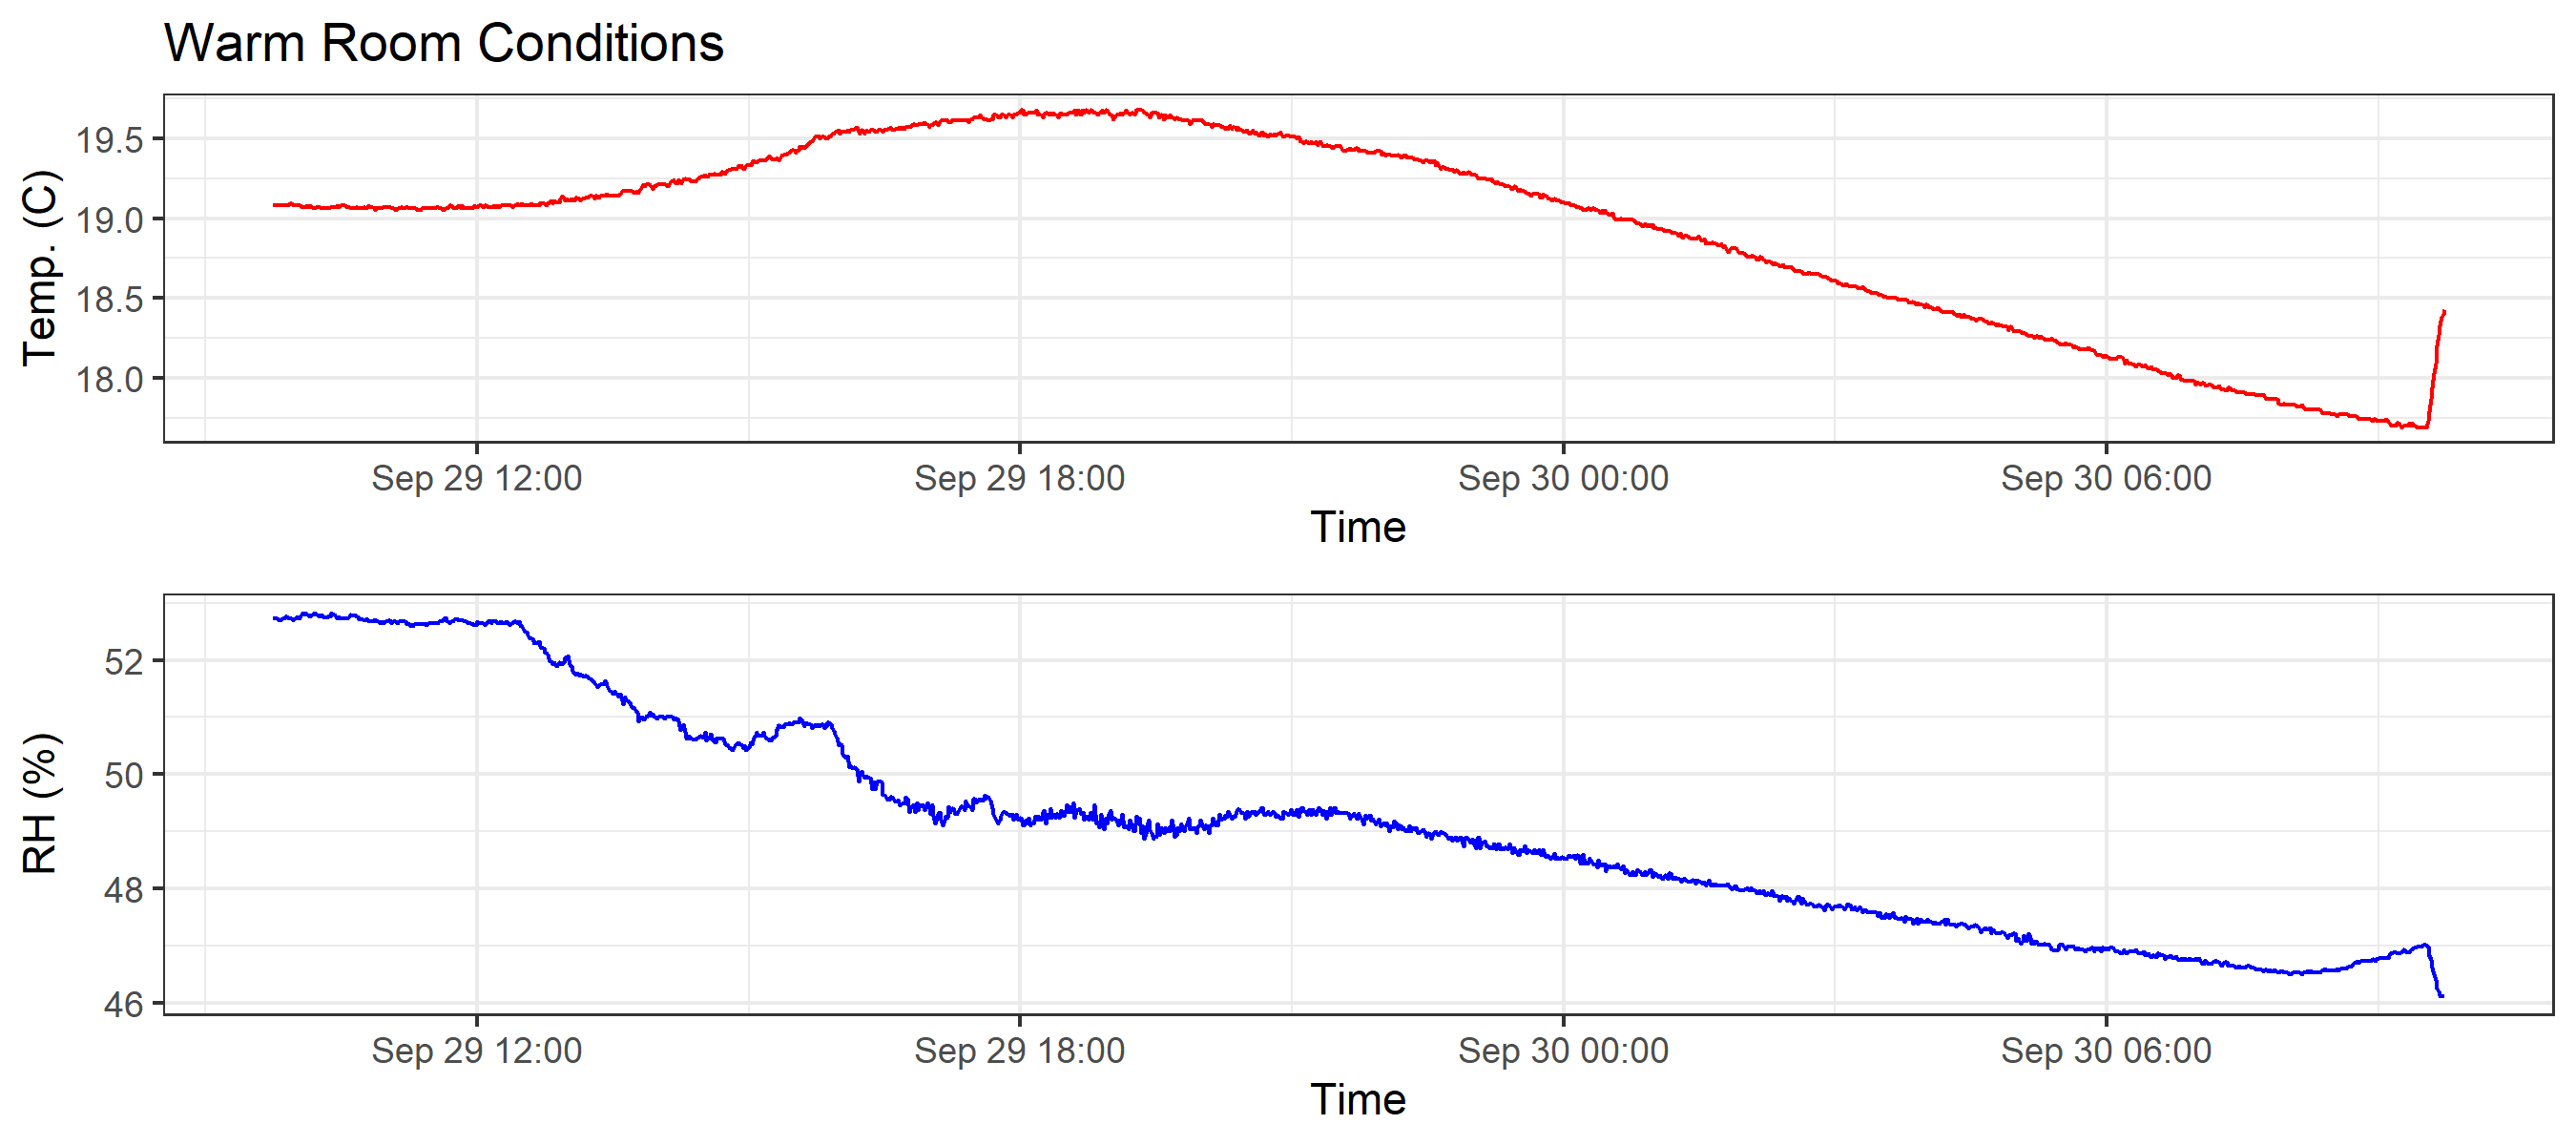 Warm Room Conditions
Temp. (C)
19.5
19.0
18.5
18.0
Sep 29 12:00 Sep 29 18:00 Sep 30 00:00 Sep 30 06:00
Time
RH (%)
52
50
48
46
Sep 29 12:00 Sep 29 18:00 Sep 30 00:00 Sep 30 06:00
Time